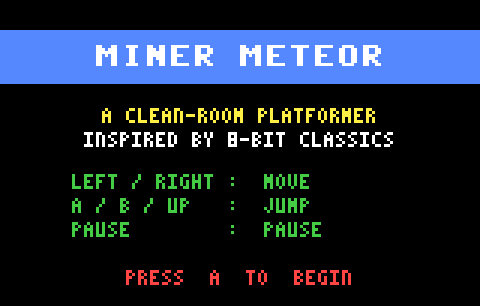 MINER METEOR
A CLEAN-ROOM PLATFORMER
INSPIRED BY 8-BIT CLASSICS
LEFT / RIGHT : MOVE
A / B / UP : JUMP
PAUSE : PAUSE
PRESS A TO BEGIN